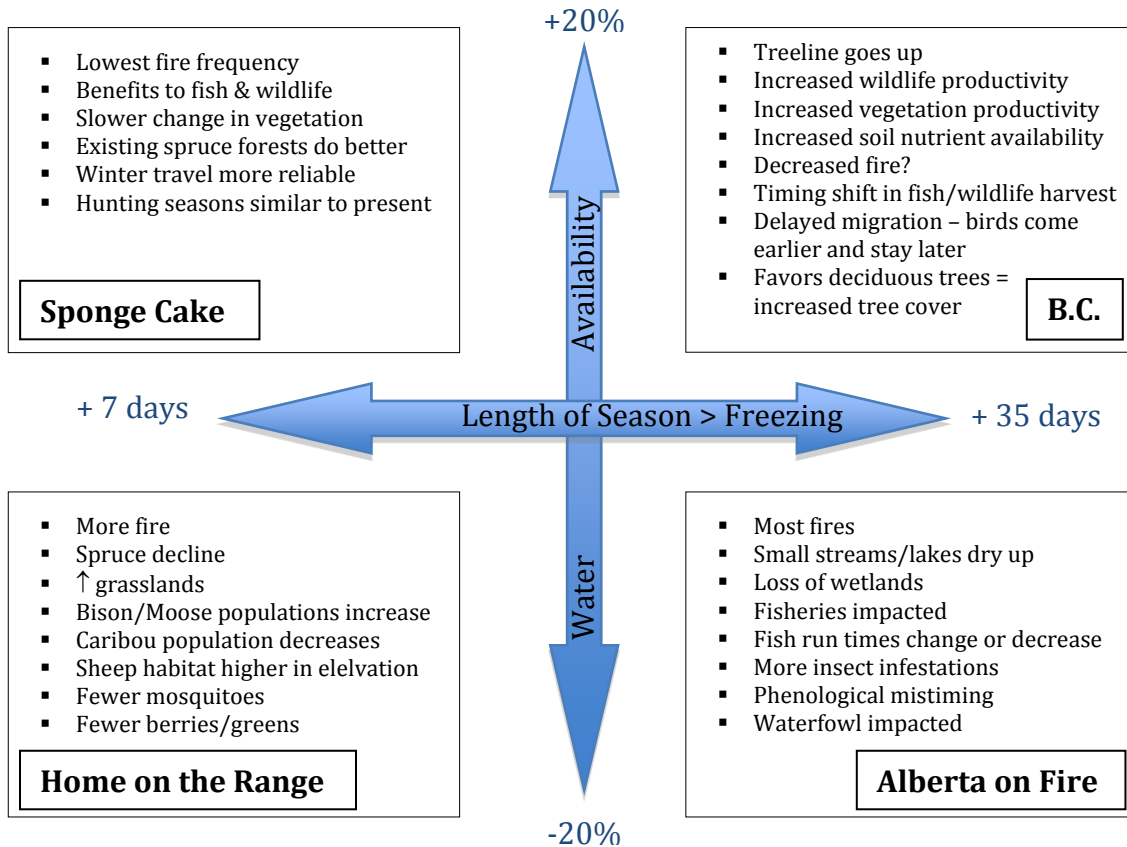 +20%
▪ Lowest fire frequency
▪ Benefits to fish & wildlife
▪ Slower change in vegetation
▪ Existing spruce forests do better
▪ Winter travel more reliable
▪ Hunting seasons similar to present
Sponge Cake
▪ Treeline goes up
▪ Increased wildlife productivity
▪ Increased vegetation productivity
▪ Increased soil nutrient availability
▪ Decreased fire?
▪ Timing shift in fish/wildlife harvest
▪ Delayed migration – birds come
earlier and stay later
▪ Favors deciduous trees =
increased tree cover
B.C.
Water Availability
+ 7 days
Length of Season > Freezing
+ 35 days
▪ More fire
▪ Spruce decline
▪ ↑ grasslands
▪ Bison/Moose populations increase
▪ Caribou population decreases
▪ Sheep habitat higher in elelvation
▪ Fewer mosquitoes
▪ Fewer berries/greens
Home on the Range
▪ Most fires
▪ Small streams/lakes dry up
▪ Loss of wetlands
▪ Fisheries impacted
▪ Fish run times change or decrease
▪ More insect infestations
▪ Phenological mistiming
▪ Waterfowl impacted
Alberta on Fire
-20%